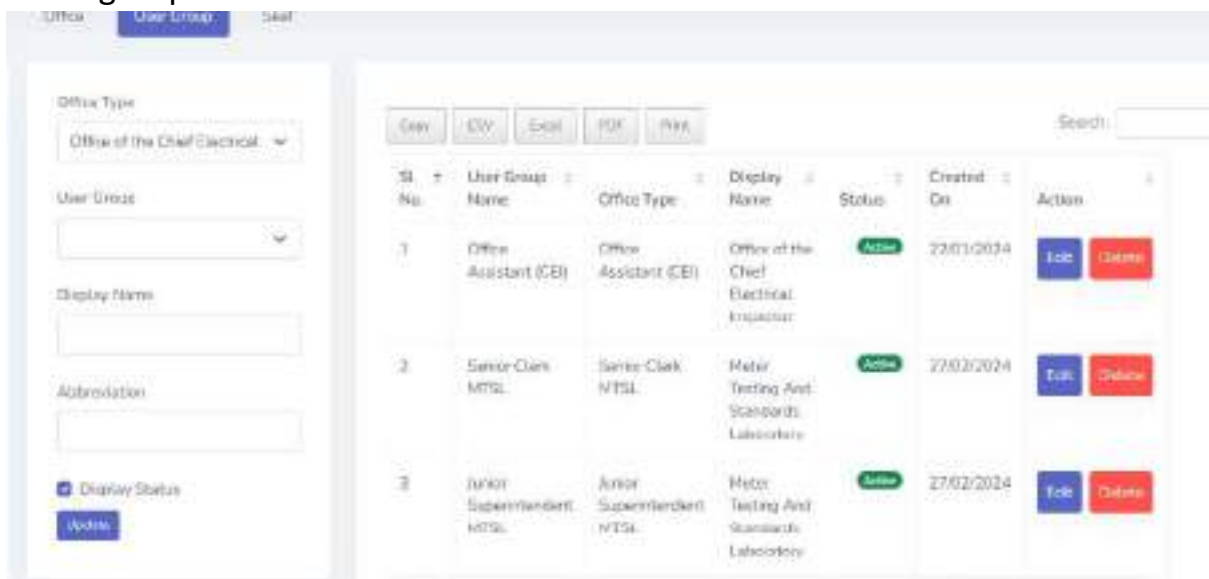 Office User Group Seat
Office Type
Office of the Chief Electrical
User Group
Display Name
Abbreviation
Display Status
Update
Copy CSV Excel PDF Print
Search:
Sl. No. User Group Name Office Type Display Name Status Created On Action
1 Office Assistant (CEI) Office Assistant (CEI) Office of the Chief Electrical Inspector Active 22/01/2024 Edit Delete
2 Senior Clark MTSL Senior Clark MTSL Meter Testing And Standards Laboratory Active 27/02/2024 Edit Delete
3 Junior Superintendent MTSL Junior Superintendent MTSL Meter Testing And Standards Laboratory Active 27/02/2024 Edit Delete